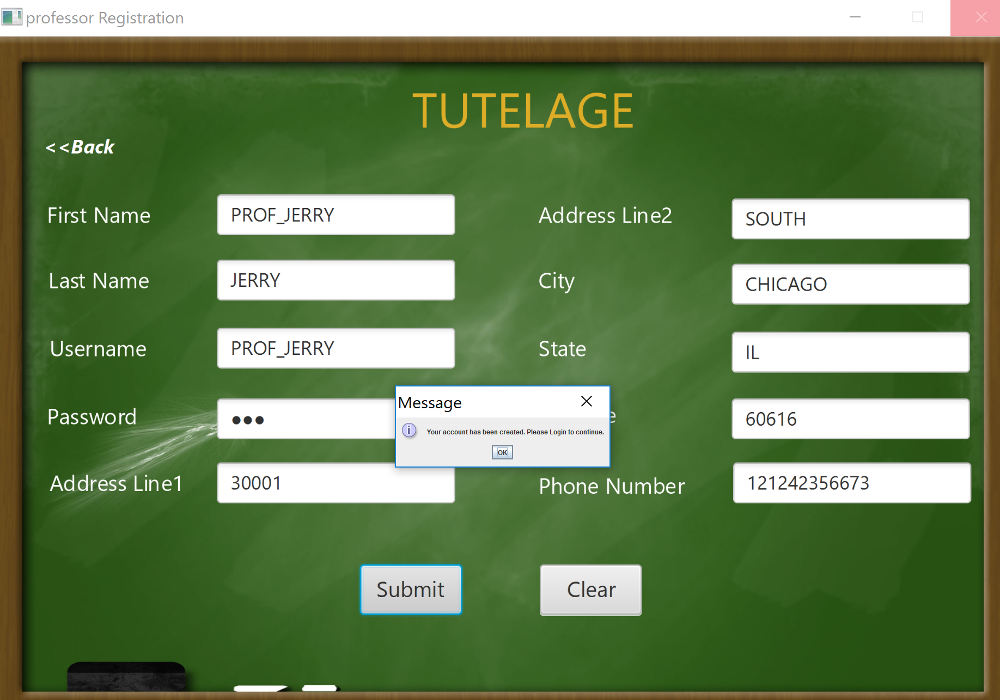 professor Registration
TUTELAGE
<<Back
First Name PROF_JERRY Address Line2 SOUTH
Last Name JERRY City CHICAGO
Username PROF_JERRY State IL
Message
Password ●●● 60616
Your account has been created. Please Login to continue.
OK
Address Line1 30001 Phone Number 121242356673
Submit Clear